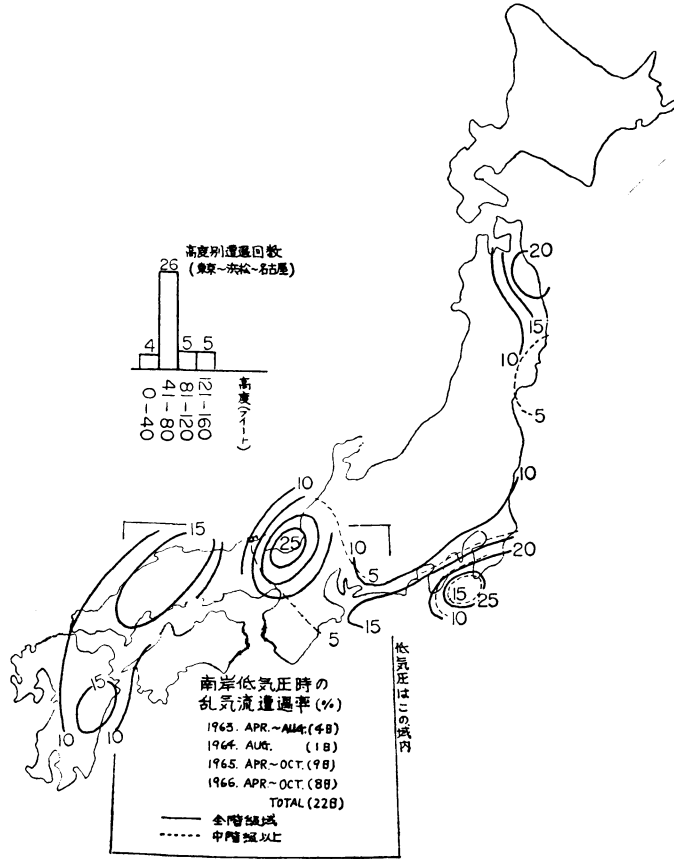 高度別遭遇回数
(東京〜浜松〜名古屋)
26
4
5
5
0-40
41-80
81-120
121-160
高度(フィート)
20
15
10
5
10
20
15
25
10
10
25
10
5
15
5
15
15
10
10
南岸低気圧時の
乱気流遭遇率(%)
1963. APR.~AUG.(4日)
1964. AUG. (1日)
1965. APR.~OCT.(9日)
1966. APR.~OCT.(8日)
TOTAL(22日)
全階級域
中階級以上
低気圧はこの域内